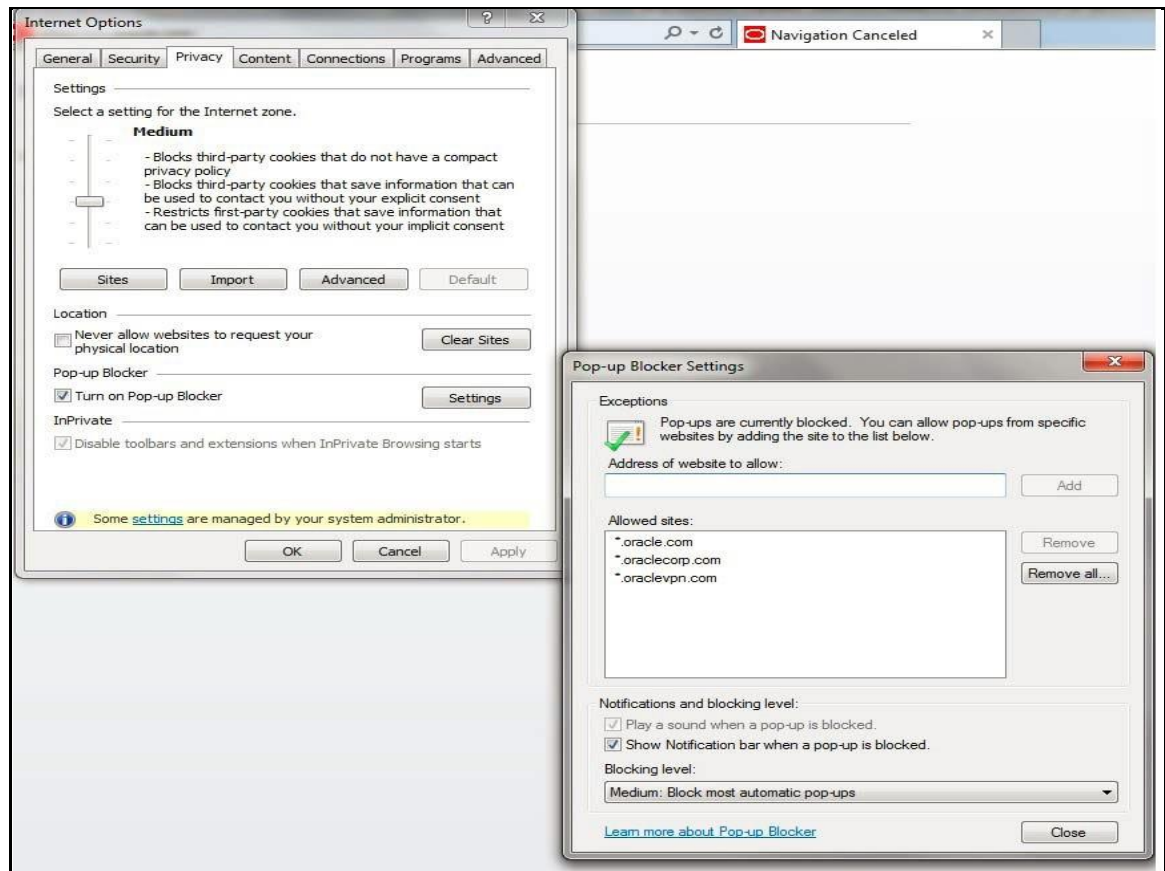 Internet Options
Navigation Canceled
General Security Privacy Content Connections Programs Advanced
Settings
Select a setting for the Internet zone.
Medium
- Blocks third-party cookies that do not have a compact
privacy policy
- Blocks third-party cookies that save information that can
be used to contact you without your explicit consent
- Restricts first-party cookies that save information that
can be used to contact you without your implicit consent
Sites Import Advanced Default
Location
Never allow websites to request your
physical location
Clear Sites
Pop-up Blocker
Turn on Pop-up Blocker
Settings
InPrivate
Disable toolbars and extensions when InPrivate Browsing starts
Some settings are managed by your system administrator.
OK Cancel Apply
Pop-up Blocker Settings
Exceptions
Pop-ups are currently blocked. You can allow pop-ups from specific
websites by adding the site to the list below.
Address of website to allow:
Add
Allowed sites:
*.oracle.com
*.oraclecorp.com
*.oraclevpn.com
Remove
Remove all...
Notifications and blocking level:
Play a sound when a pop-up is blocked.
Show Notification bar when a pop-up is blocked.
Blocking level:
Medium: Block most automatic pop-ups
Learn more about Pop-up Blocker
Close